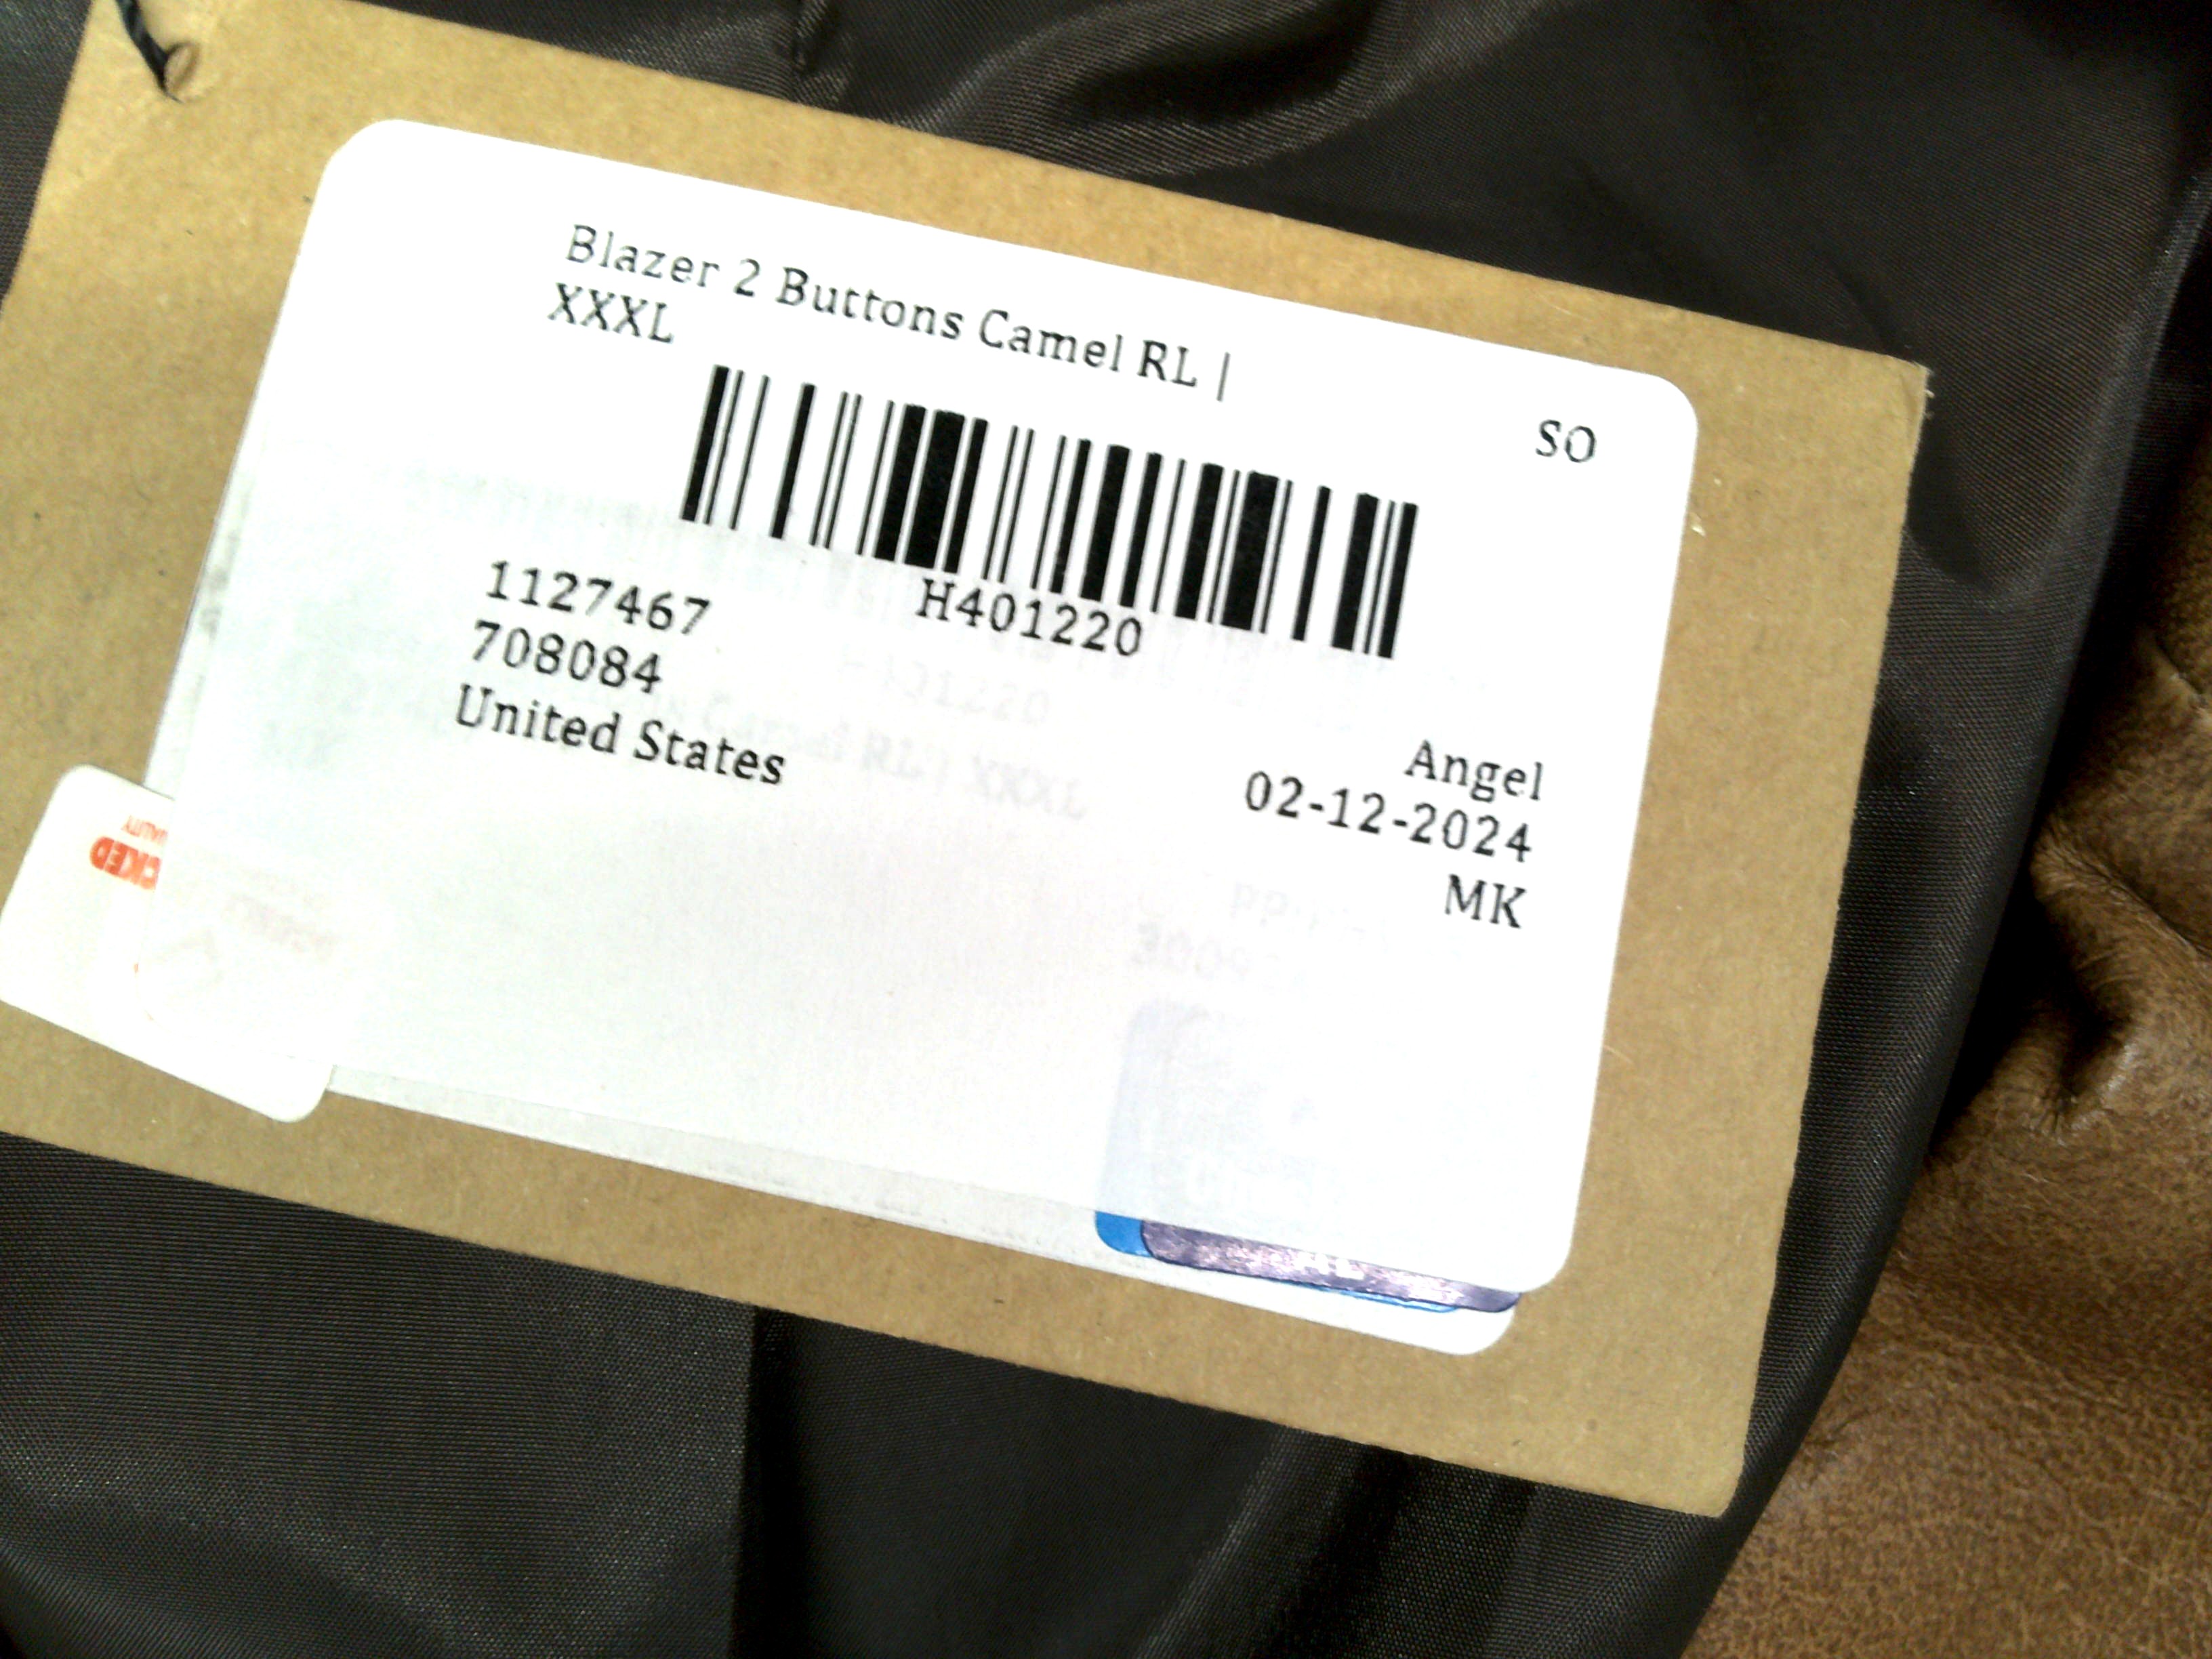 Blazer 2 Buttons Camel RL |
XXXL
SO
H401220
1127467
708084
United States
Angel
02-12-2024
MK